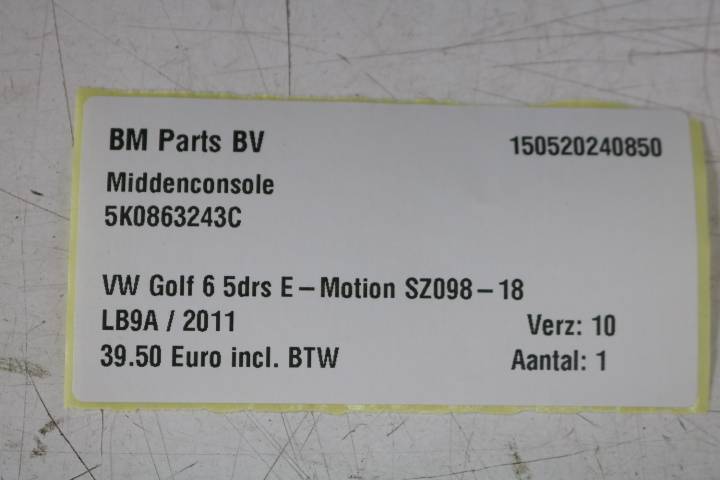 BM Parts BV 150520240850
Middenconsole
5K0863243C
VW Golf 6 5drs E-Motion SZ098-18
LB9A / 2011 Verz: 10
39.50 Euro incl. BTW Aantal: 1